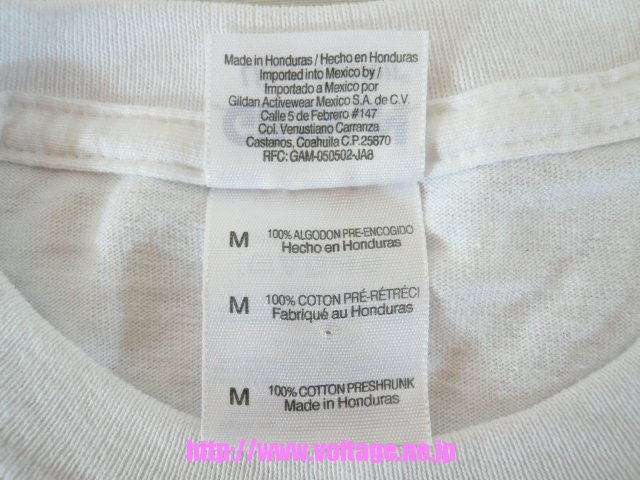 Made in Honduras / Hecho en Honduras
Imported into Mexico by /
Importado a Mexico por
Gildan Activewear Mexico S.A. de C.V.
Calle 5 de Febrero #147
Col. Venustiano Carranza
Castanos, Coahuila C.P. 25870
RFC: GAM-050502-JA8
M 100% ALGODON PRE-ENCOGIDO
Hecho en Honduras
M 100% COTON PRÉ-RÉTRÉCI
Fabriqué au Honduras
M 100% COTTON PRESHRUNK
Made in Honduras
http://www.voltage.ne.jp